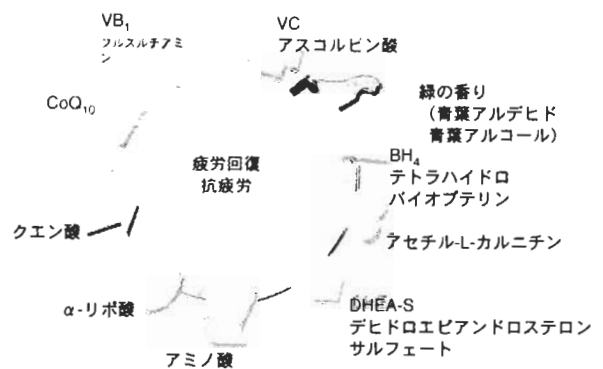 VB₁
フルスルチアミ
ン
VC
アスコルビン酸
CoQ₁₀
緑の香り
(青葉アルデヒド
青葉アルコール)
疲労回復
抗疲労
BH₄
テトラハイドロ
バイオプテリン
クエン酸
アセチル-L-カルニチン
α-リポ酸
DHEA-S
デヒドロエピアンドロステロン
サルフェート
アミノ酸